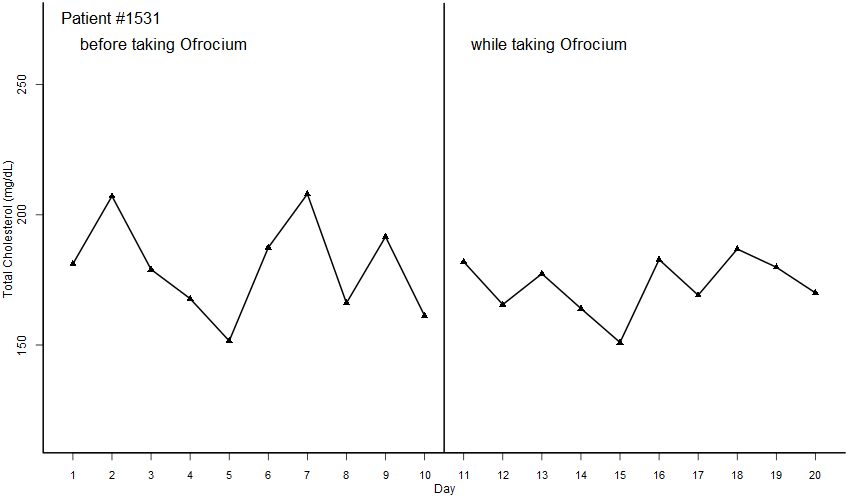 Patient #1531
before taking Ofrocium
while taking Ofrocium
Total Cholesterol (mg/dL)
250
200
150
1 2 3 4 5 6 7 8 9 10 11 12 13 14 15 16 17 18 19 20
Day